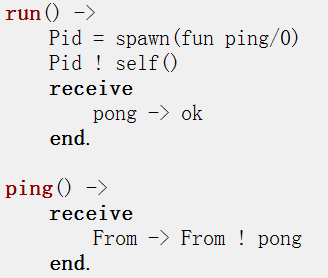 run() ->
    Pid = spawn(fun ping/0)
    Pid ! self()
    receive
        pong -> ok
    end.

ping() ->
    receive
        From -> From ! pong
    end.